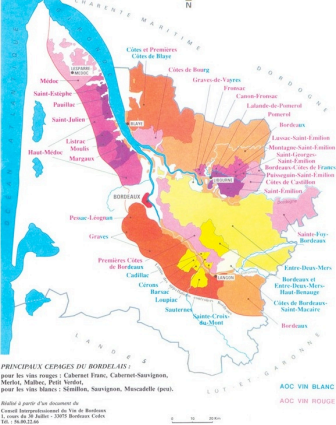 N
CHARENTE MARITIME
DORDOGNE
LESPARRE
MEDOC
Côtes et Premières
Côtes de Blaye
Côtes de Bourg
Graves-de-Vayres
Fronsac
Canon-Fronsac
Lalande-de-Pomerol
Pomerol
Bordeaux
Médoc
Saint-Estèphe
Pauillac
Saint-Julien
Haut-Médoc
Listrac
Moulis
Margaux
BLAYE
LIBOURNE
Lussac-Saint-Emilion
Montagne-Saint-Emilion
Saint-Georges-
Saint-Emilion
Bordeaux-Côtes de Francs
Puisseguin-Saint-Emilion
Côtes de Castillon
Saint-Emilion
BORDEAUX
Pessac-Léognan
Graves
Sainte-Foy-
Bordeaux
Premières Côtes
de Bordeaux
Cadillac
Cérons
Barsac
Loupiac
Sauternes
Sainte-Croix-
du-Mont
LANGON
Entre-Deux-Mers
Bordeaux et
Entre-Deux-Mers-
Haut-Benauge
Côtes de Bordeaux-
Saint-Macaire
Bordeaux
LANDES
LOT ET GARONNE
PRINCIPAUX CEPAGES DU BORDELAIS :
pour les vins rouges : Cabernet Franc, Cabernet-Sauvignon,
Merlot, Malbec, Petit Verdot,
pour les vins blancs : Sémillon, Sauvignon, Muscadelle (peu).
Réalisé à partir d'un document du
Conseil Interprofessionnel du Vin de Bordeaux
1, cours du 30 Juillet - 33075 Bordeaux Cedex
Tél. : 56.00.22.66
AOC VIN BLANC
AOC VIN ROUGE